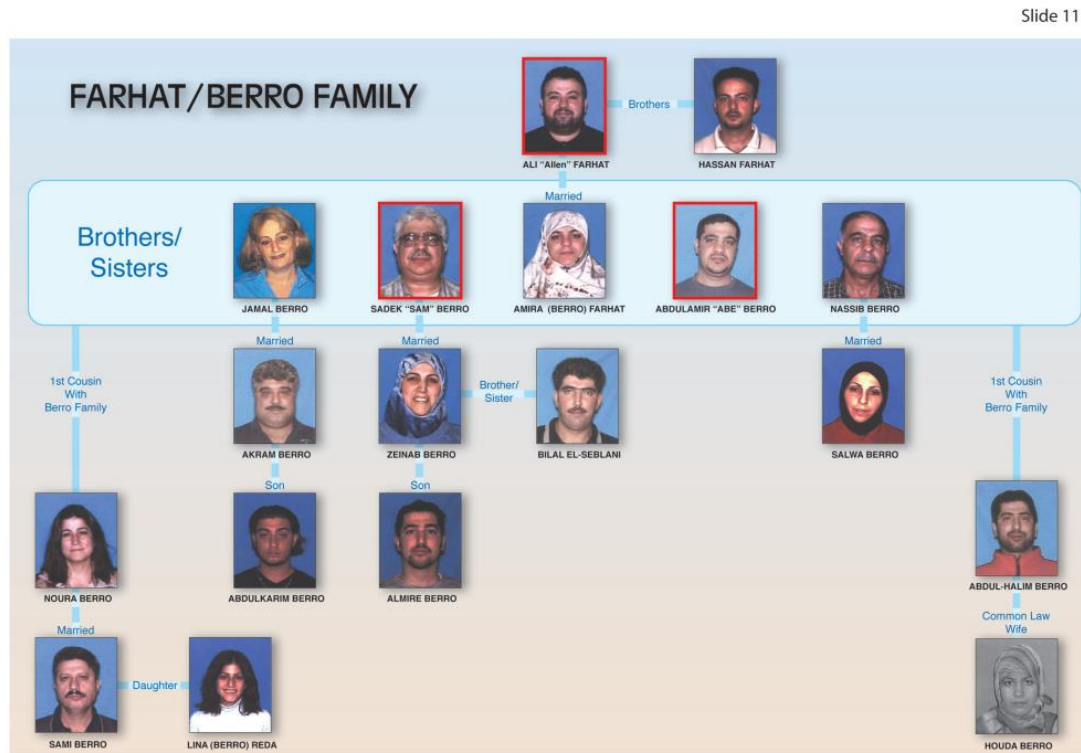 Slide 11
FARHAT/BERRO FAMILY
Brothers
ALI "Allen" FARHAT
HASSAN FARHAT
Married
Brothers/
Sisters
JAMAL BERRO
SADEK "SAM" BERRO
AMIRA (BERRO) FARHAT
ABDULAMIR "ABE" BERRO
NASSIB BERRO
Married
Married
Married
1st Cousin
With
Berro Family
Brother/
Sister
1st Cousin
With
Berro Family
AKRAM BERRO
ZEINAB BERRO
BILAL EL-SEBLANI
SALWA BERRO
Son
Son
NOURA BERRO
ABDULKARIM BERRO
ALMIRE BERRO
ABDUL-HALIM BERRO
Married
Common Law
Wife
Daughter
SAMI BERRO
LINA (BERRO) REDA
HOUDA BERRO